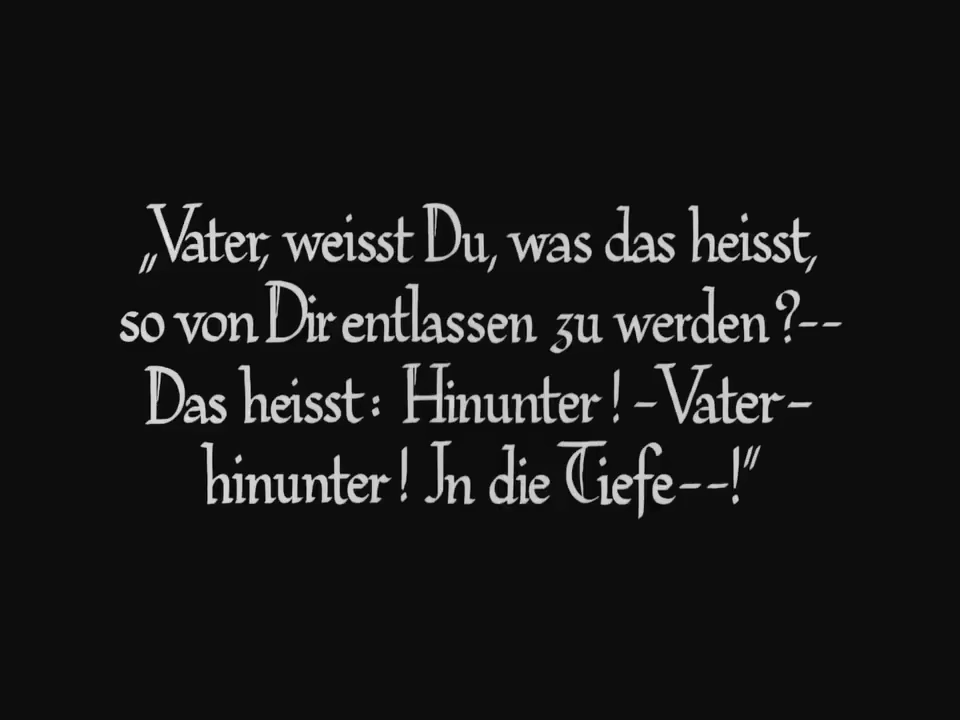 „Vater, weisst Du, was das heisst,
so von Dir entlassen zu werden?--
Das heisst: Hinunter! - Vater -
hinunter! In die Tiefe--!"